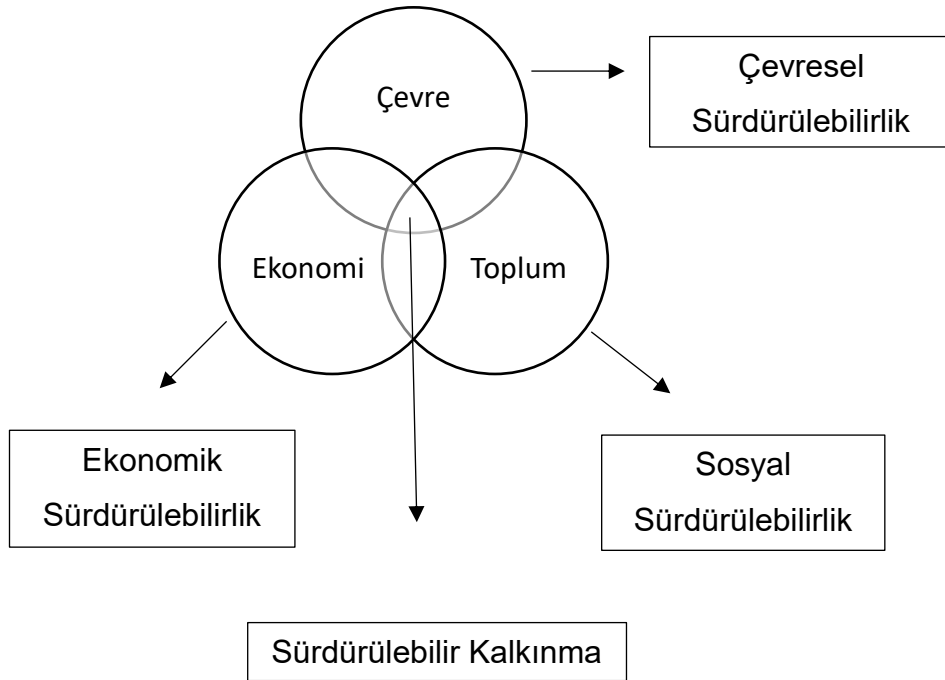 Çevre
Çevresel
Sürdürülebilirlik
Ekonomi
Toplum
Ekonomik
Sürdürülebilirlik
Sosyal
Sürdürülebilirlik
Sürdürülebilir Kalkınma